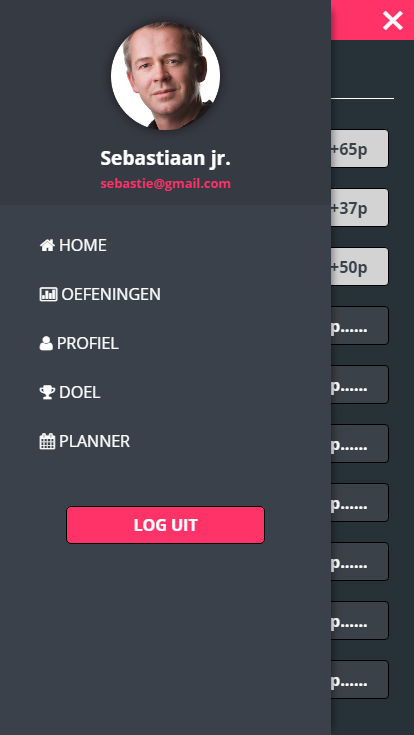 Sebastiaan jr.
sebastie@gmail.com
HOME
OEFENINGEN
PROFIEL
DOEL
PLANNER
LOG UIT
+65p
+37p
+50p
p......
p......
p......
p......
p......
p......
p......